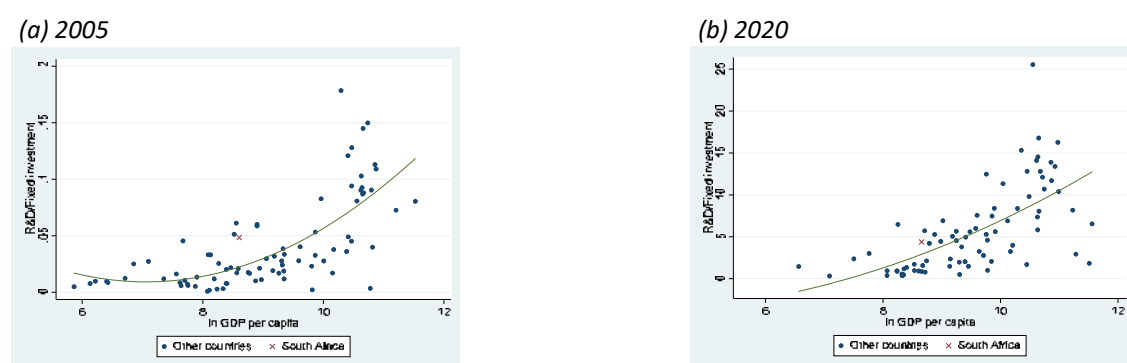 (a) 2005
(b) 2020
R&D/Fixed investment
0 .05 .1 .15 .2
6 8 10 12
ln GDP per capita
Other countries South Africa
R&D/Fixed investment
0 5 10 15 20 25
8 10 12
ln GDP per capita
Other countries South Africa